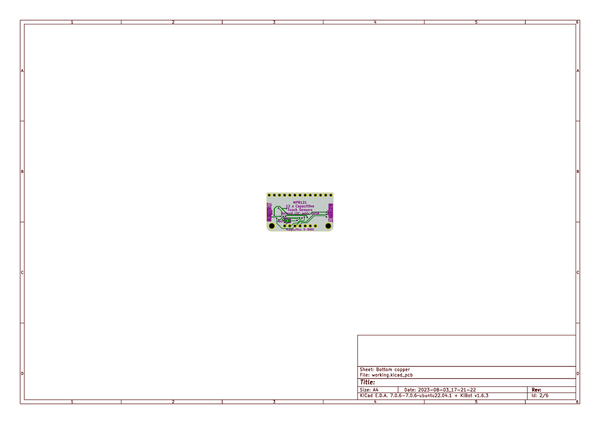 1 2 3 4 5 6
A A
MPR121
12 x Capacitive
Touch Sensors
B B
C C
Sheet: Bottom copper
File: working.kicad_pcb
D D
Title:
Size: A4 Date: 2023-08-03_17-21-22 Rev:
KiCad E.D.A. 7.0.6-7.0.6~ubuntu22.04.1 + KiBot v1.6.3 Id: 2/6
1 2 3 4 5 6